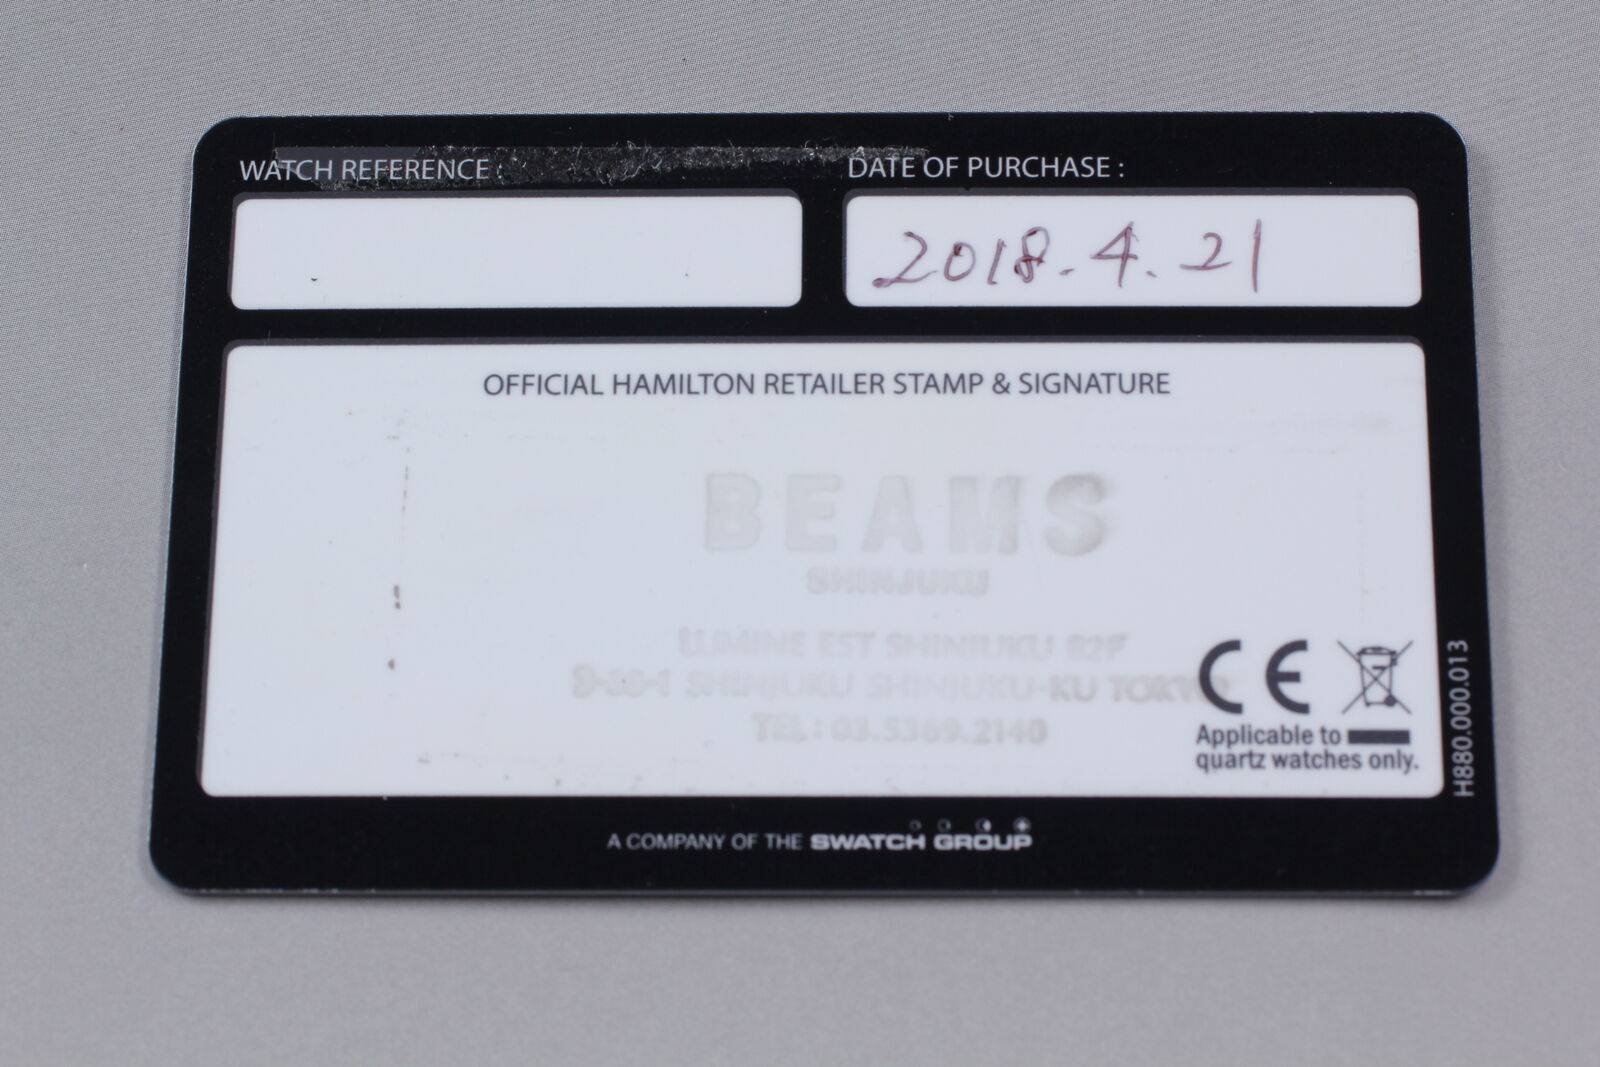 WATCH REFERENCE :
DATE OF PURCHASE :
2018.4.21
OFFICIAL HAMILTON RETAILER STAMP & SIGNATURE
BEAMS
SHINJUKU
LUMINE EST SHINJUKU B2F
SHINJUKU SHINJUKU-KU TOKYO
TEL : 03.5369.2140
CE
Applicable to
quartz watches only.
H880.000.013
A COMPANY OF THE SWATCH GROUP